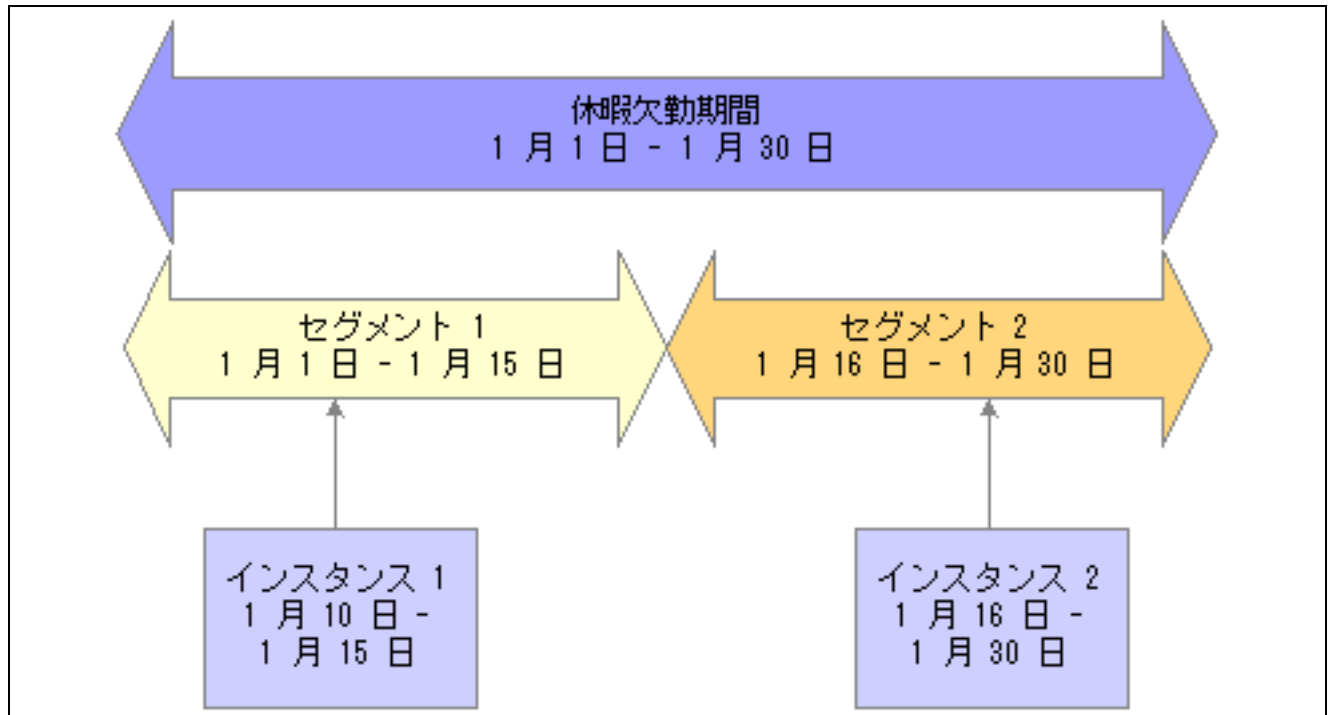 休暇欠勤期間
1 月 1 日 - 1 月 30 日
セグメント 1
1 月 1 日 - 1 月 15 日
セグメント 2
1 月 16 日 - 1 月 30 日
インスタンス 1
1 月 10 日 -
1 月 15 日
インスタンス 2
1 月 16 日 -
1 月 30 日